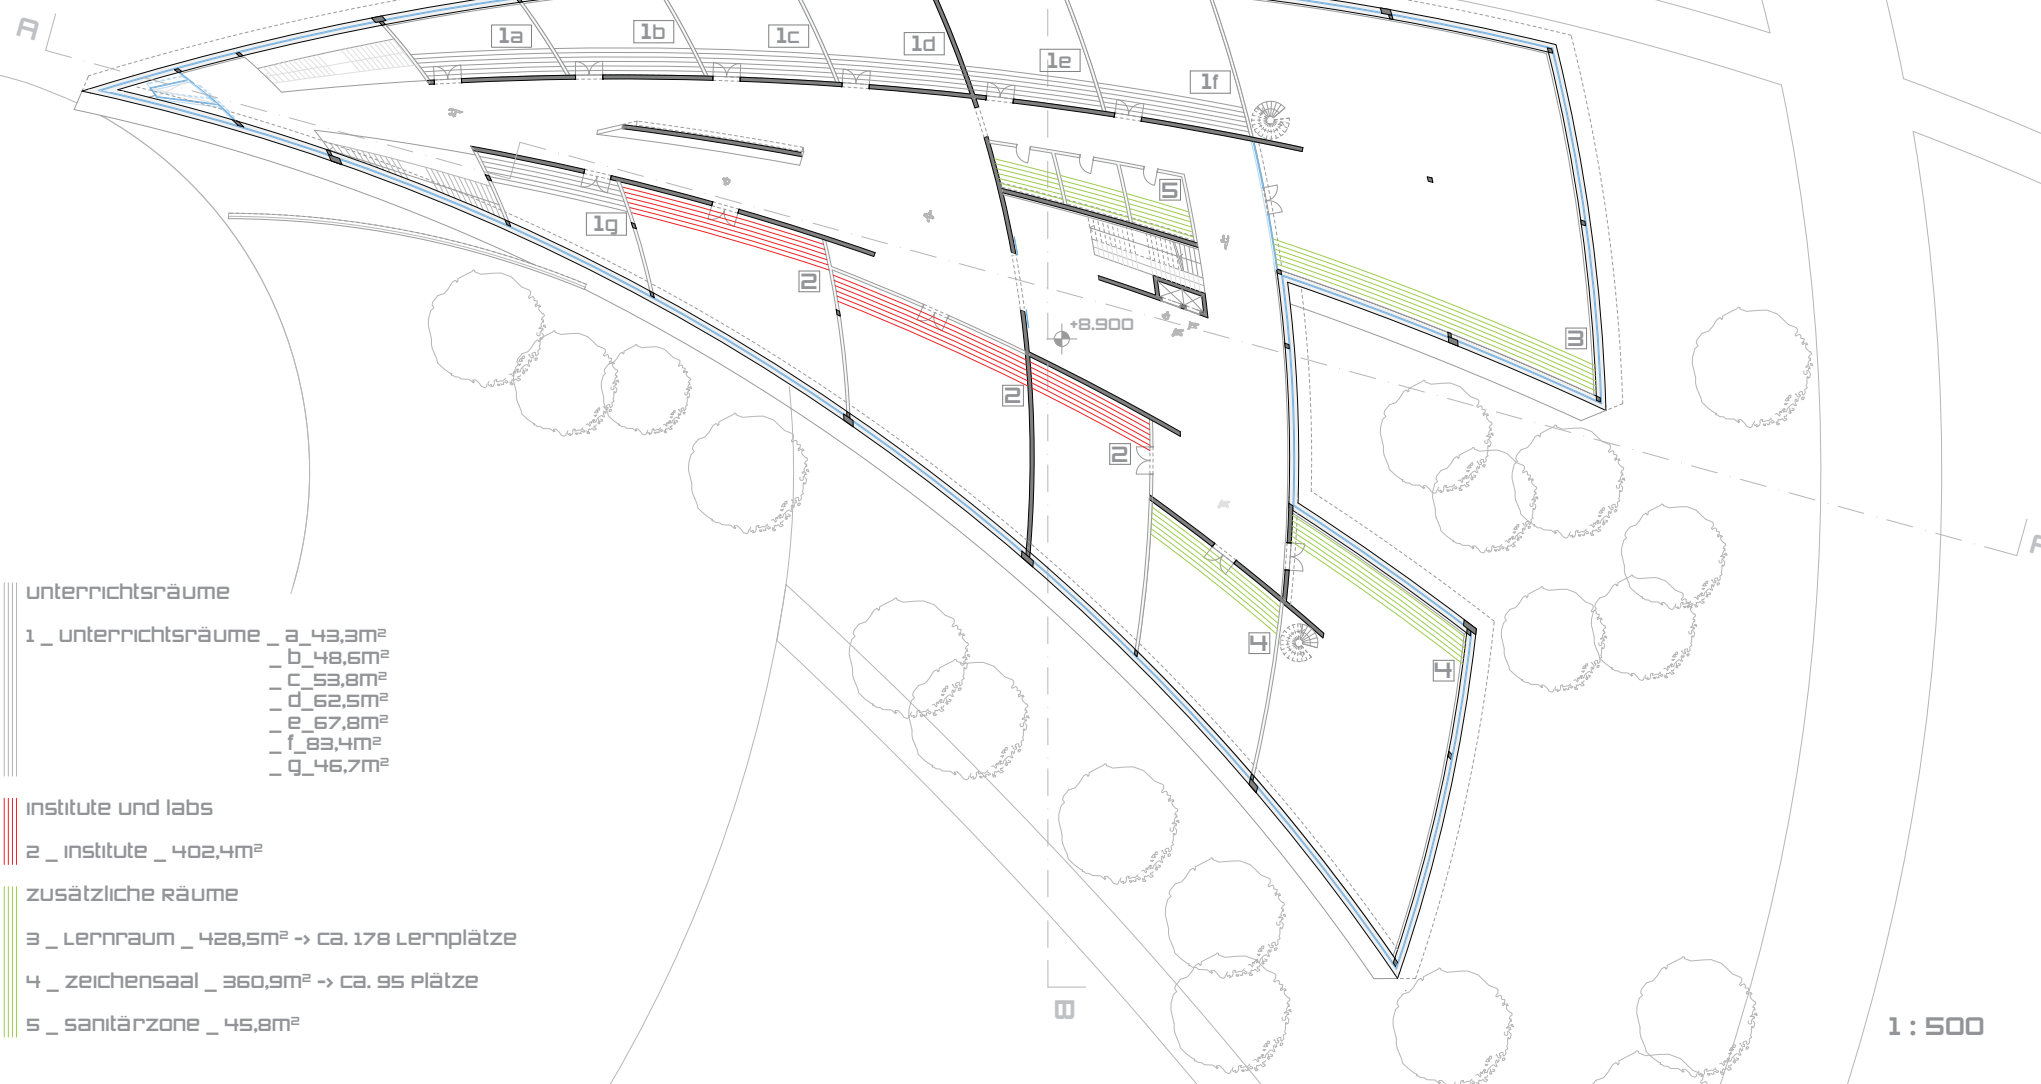 A
1a
1b
1c
1d
1e
1f
1g
5
2
+8.900
3
2
2
4
4
A
unterrichtsräume
1 _ unterrichtsräume _ a_43,3m²
_ b_48,6m²
_ c_53,8m²
_ d_62,5m²
_ e_67,8m²
_ f_83,4m²
_ g_46,7m²
institute und labs
2 _ institute _ 402,4m²
zusätzliche Räume
3 _ Lernraum _ 428,5m² -> ca. 178 Lernplätze
4 _ zeichensaal _ 360,9m² -> ca. 95 Plätze
5 _ sanitärzone _ 45,8m²
B
1 : 500